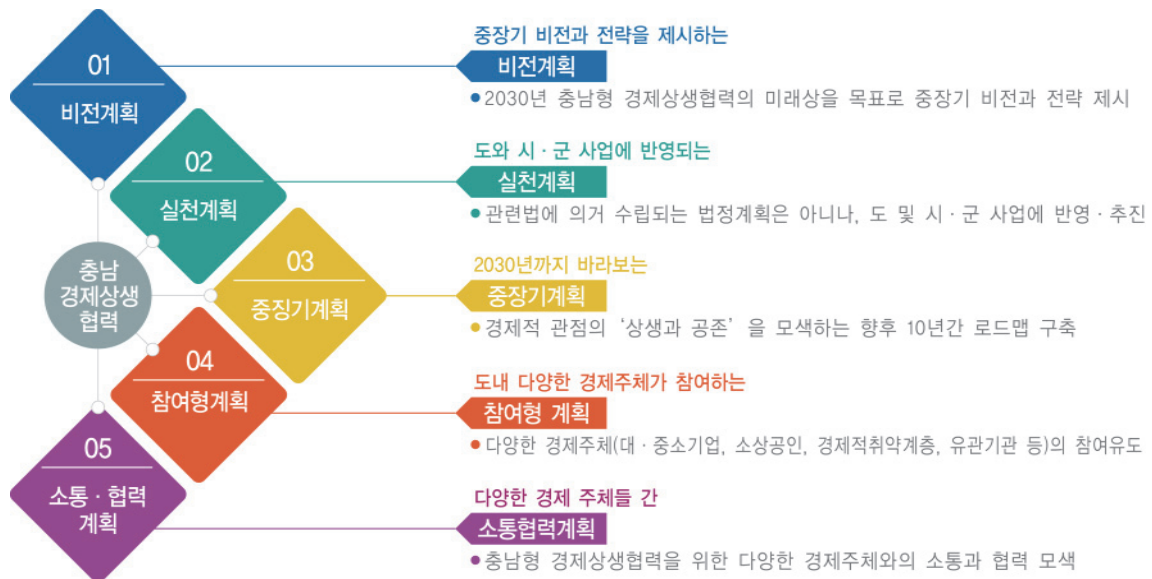 01
비전계획
중장기 비전과 전략을 제시하는
비전계획
●2030년 충남형 경제상생협력의 미래상을 목표로 중장기 비전과 전략 제시
02
실천계획
도와 시·군 사업에 반영되는
실천계획
●관련법에 의거 수립되는 법정계획은 아니나, 도 및 시·군 사업에 반영·추진
충남
경제상생
협력
03
중징기계획
2030년까지 바라보는
중장기계획
●경제적 관점의 ‘상생과 공존’을 모색하는 향후 10년간 로드맵 구축
04
참여형계획
도내 다양한 경제주체가 참여하는
참여형 계획
●다양한 경제주체(대·중소기업, 소상공인, 경제적취약계층, 유관기관 등)의 참여유도
05
소통·협력
계획
다양한 경제 주체들 간
소통협력계획
●충남형 경제상생협력을 위한 다양한 경제주체와의 소통과 협력 모색